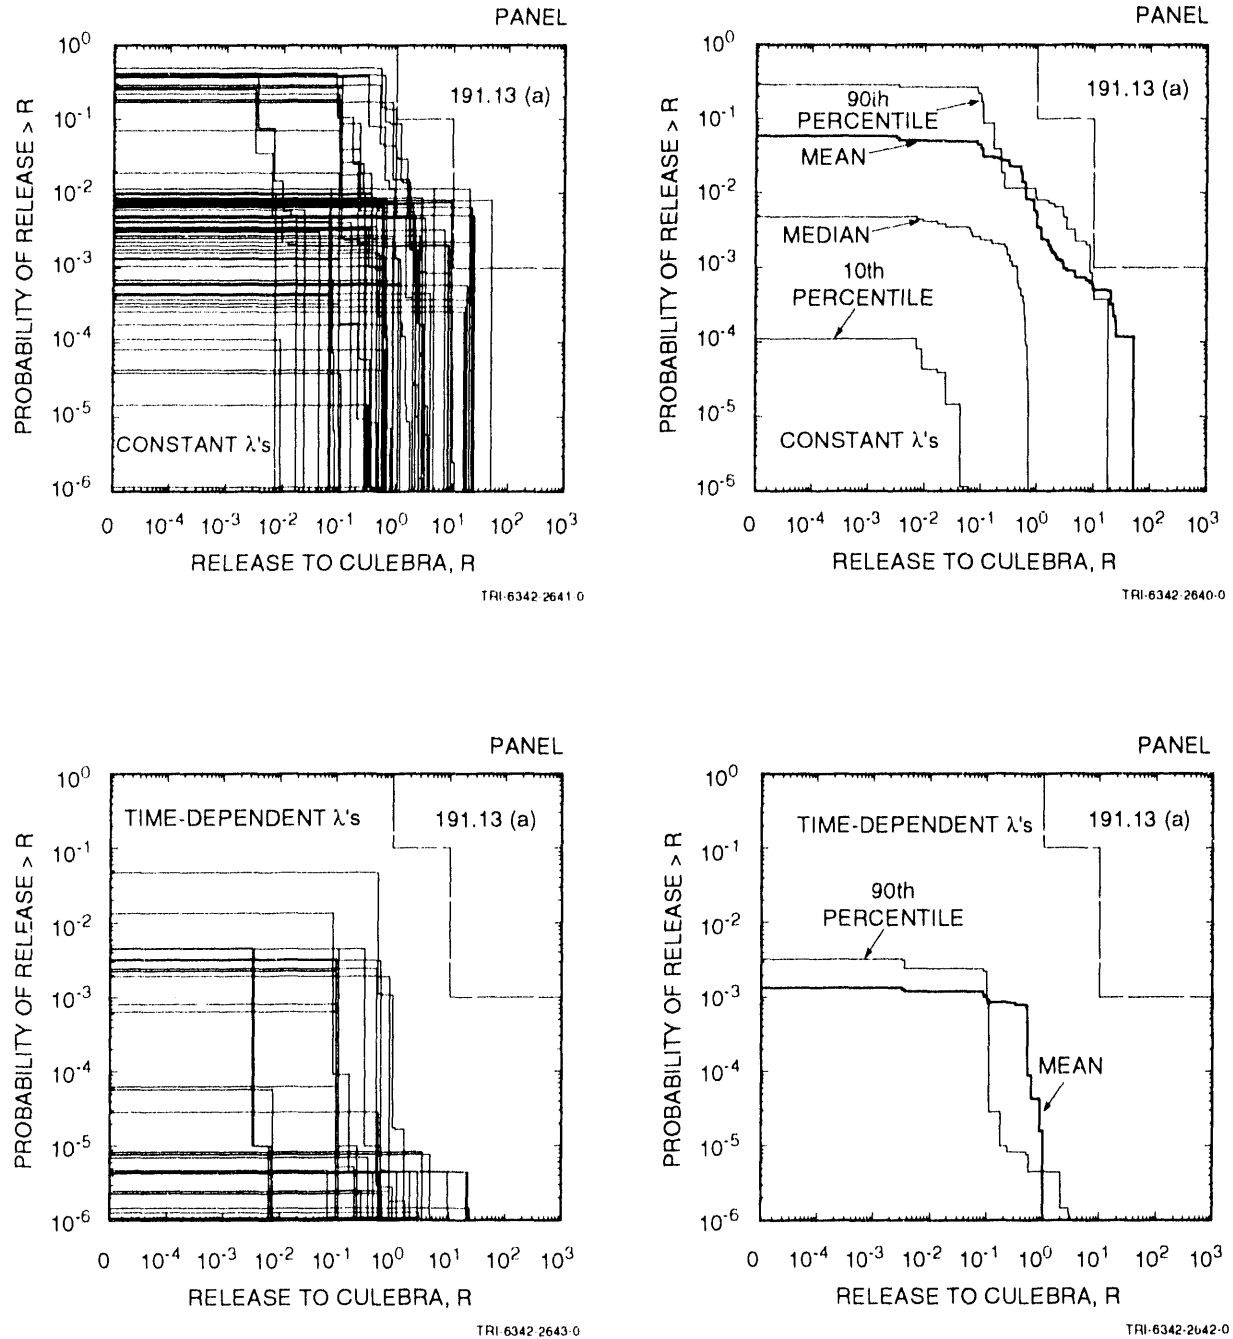 PANEL
10^0
191.13 (a)
10^-1
10^-2
10^-3
10^-4
10^-5
10^-6
PROBABILITY OF RELEASE > R
CONSTANT λ's
0 10^-4 10^-3 10^-2 10^-1 10^0 10^1 10^2 10^3
RELEASE TO CULEBRA, R
TRI-6342-2641-0
PANEL
10^0
191.13 (a)
90th
PERCENTILE
MEAN
MEDIAN
10th
PERCENTILE
CONSTANT λ's
10^-1
10^-2
10^-3
10^-4
10^-5
10^-6
PROBABILITY OF RELEASE > R
0 10^-4 10^-3 10^-2 10^-1 10^0 10^1 10^2 10^3
RELEASE TO CULEBRA, R
TRI-6342-2640-0
PANEL
10^0
TIME-DEPENDENT λ's
191.13 (a)
10^-1
10^-2
10^-3
10^-4
10^-5
10^-6
PROBABILITY OF RELEASE > R
0 10^-4 10^-3 10^-2 10^-1 10^0 10^1 10^2 10^3
RELEASE TO CULEBRA, R
TRI-6342-2643-0
PANEL
10^0
TIME-DEPENDENT λ's
191.13 (a)
90th
PERCENTILE
MEAN
10^-1
10^-2
10^-3
10^-4
10^-5
10^-6
PROBABILITY OF RELEASE > R
0 10^-4 10^-3 10^-2 10^-1 10^0 10^1 10^2 10^3
RELEASE TO CULEBRA, R
TRI-6342-2642-0